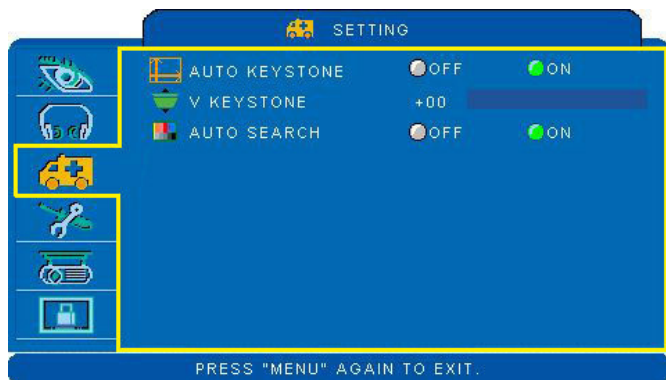 SETTING
AUTO KEYSTONE OFF ON
V KEYSTONE +00
AUTO SEARCH OFF ON
PRESS "MENU" AGAIN TO EXIT.